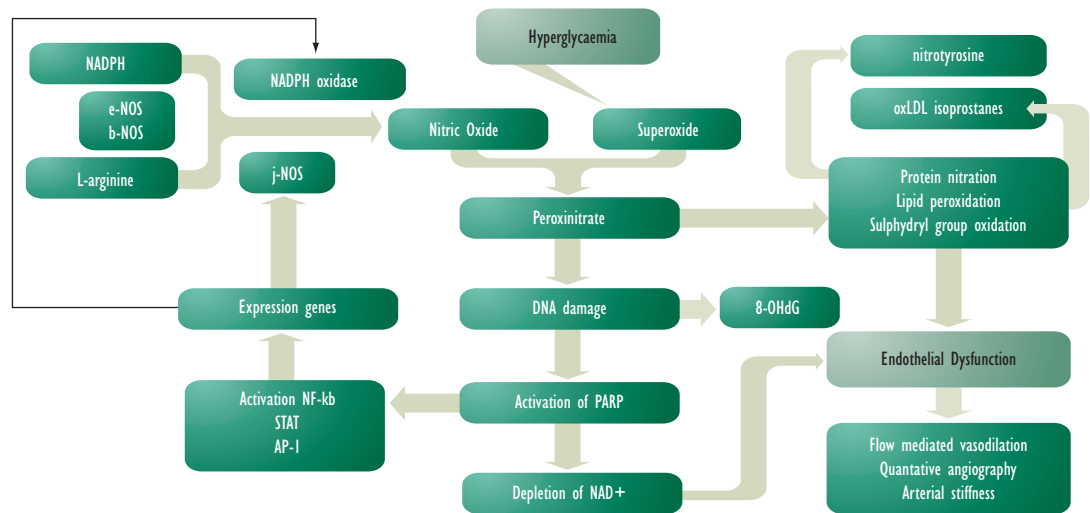 Hyperglycaemia
NADPH
NADPH oxidase
e-NOS
b-NOS
L-arginine
j-NOS
Nitric Oxide
Superoxide
nitrotyrosine
oxLDL isoprostanes
Protein nitration
Lipid peroxidation
Sulphydryl group oxidation
Peroxinitrate
Expression genes
DNA damage
8-OHdG
Endothelial Dysfunction
Activation NF-kb
STAT
AP-1
Activation of PARP
Flow mediated vasodilation
Quantative angiography
Arterial stiffness
Depletion of NAD+